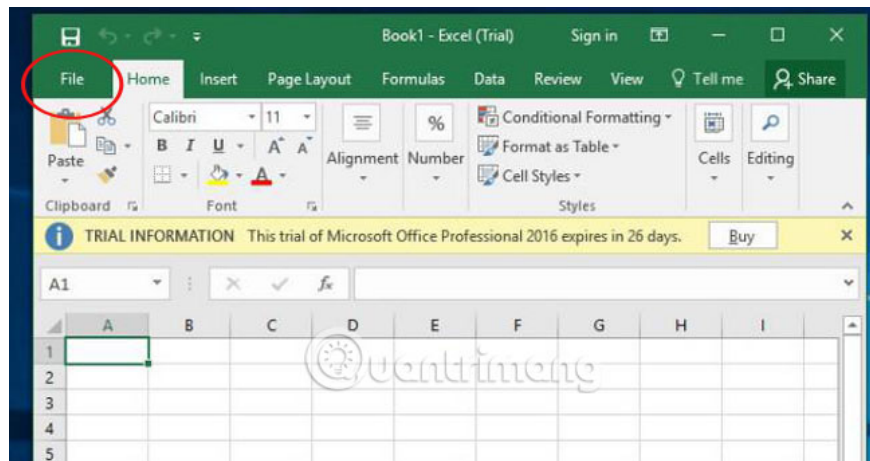 Book1 - Excel (Trial) Sign in
File Home Insert Page Layout Formulas Data Review View Tell me Share
Calibri 11 % Conditional Formatting
Paste B I U A A Alignment Number Format as Table Cells Editing
A Cell Styles
Clipboard Font Styles
TRIAL INFORMATION This trial of Microsoft Office Professional 2016 expires in 26 days. Buy
A1 fx
A B C D E F G H I
1
2
3
4
5
Quantrimang